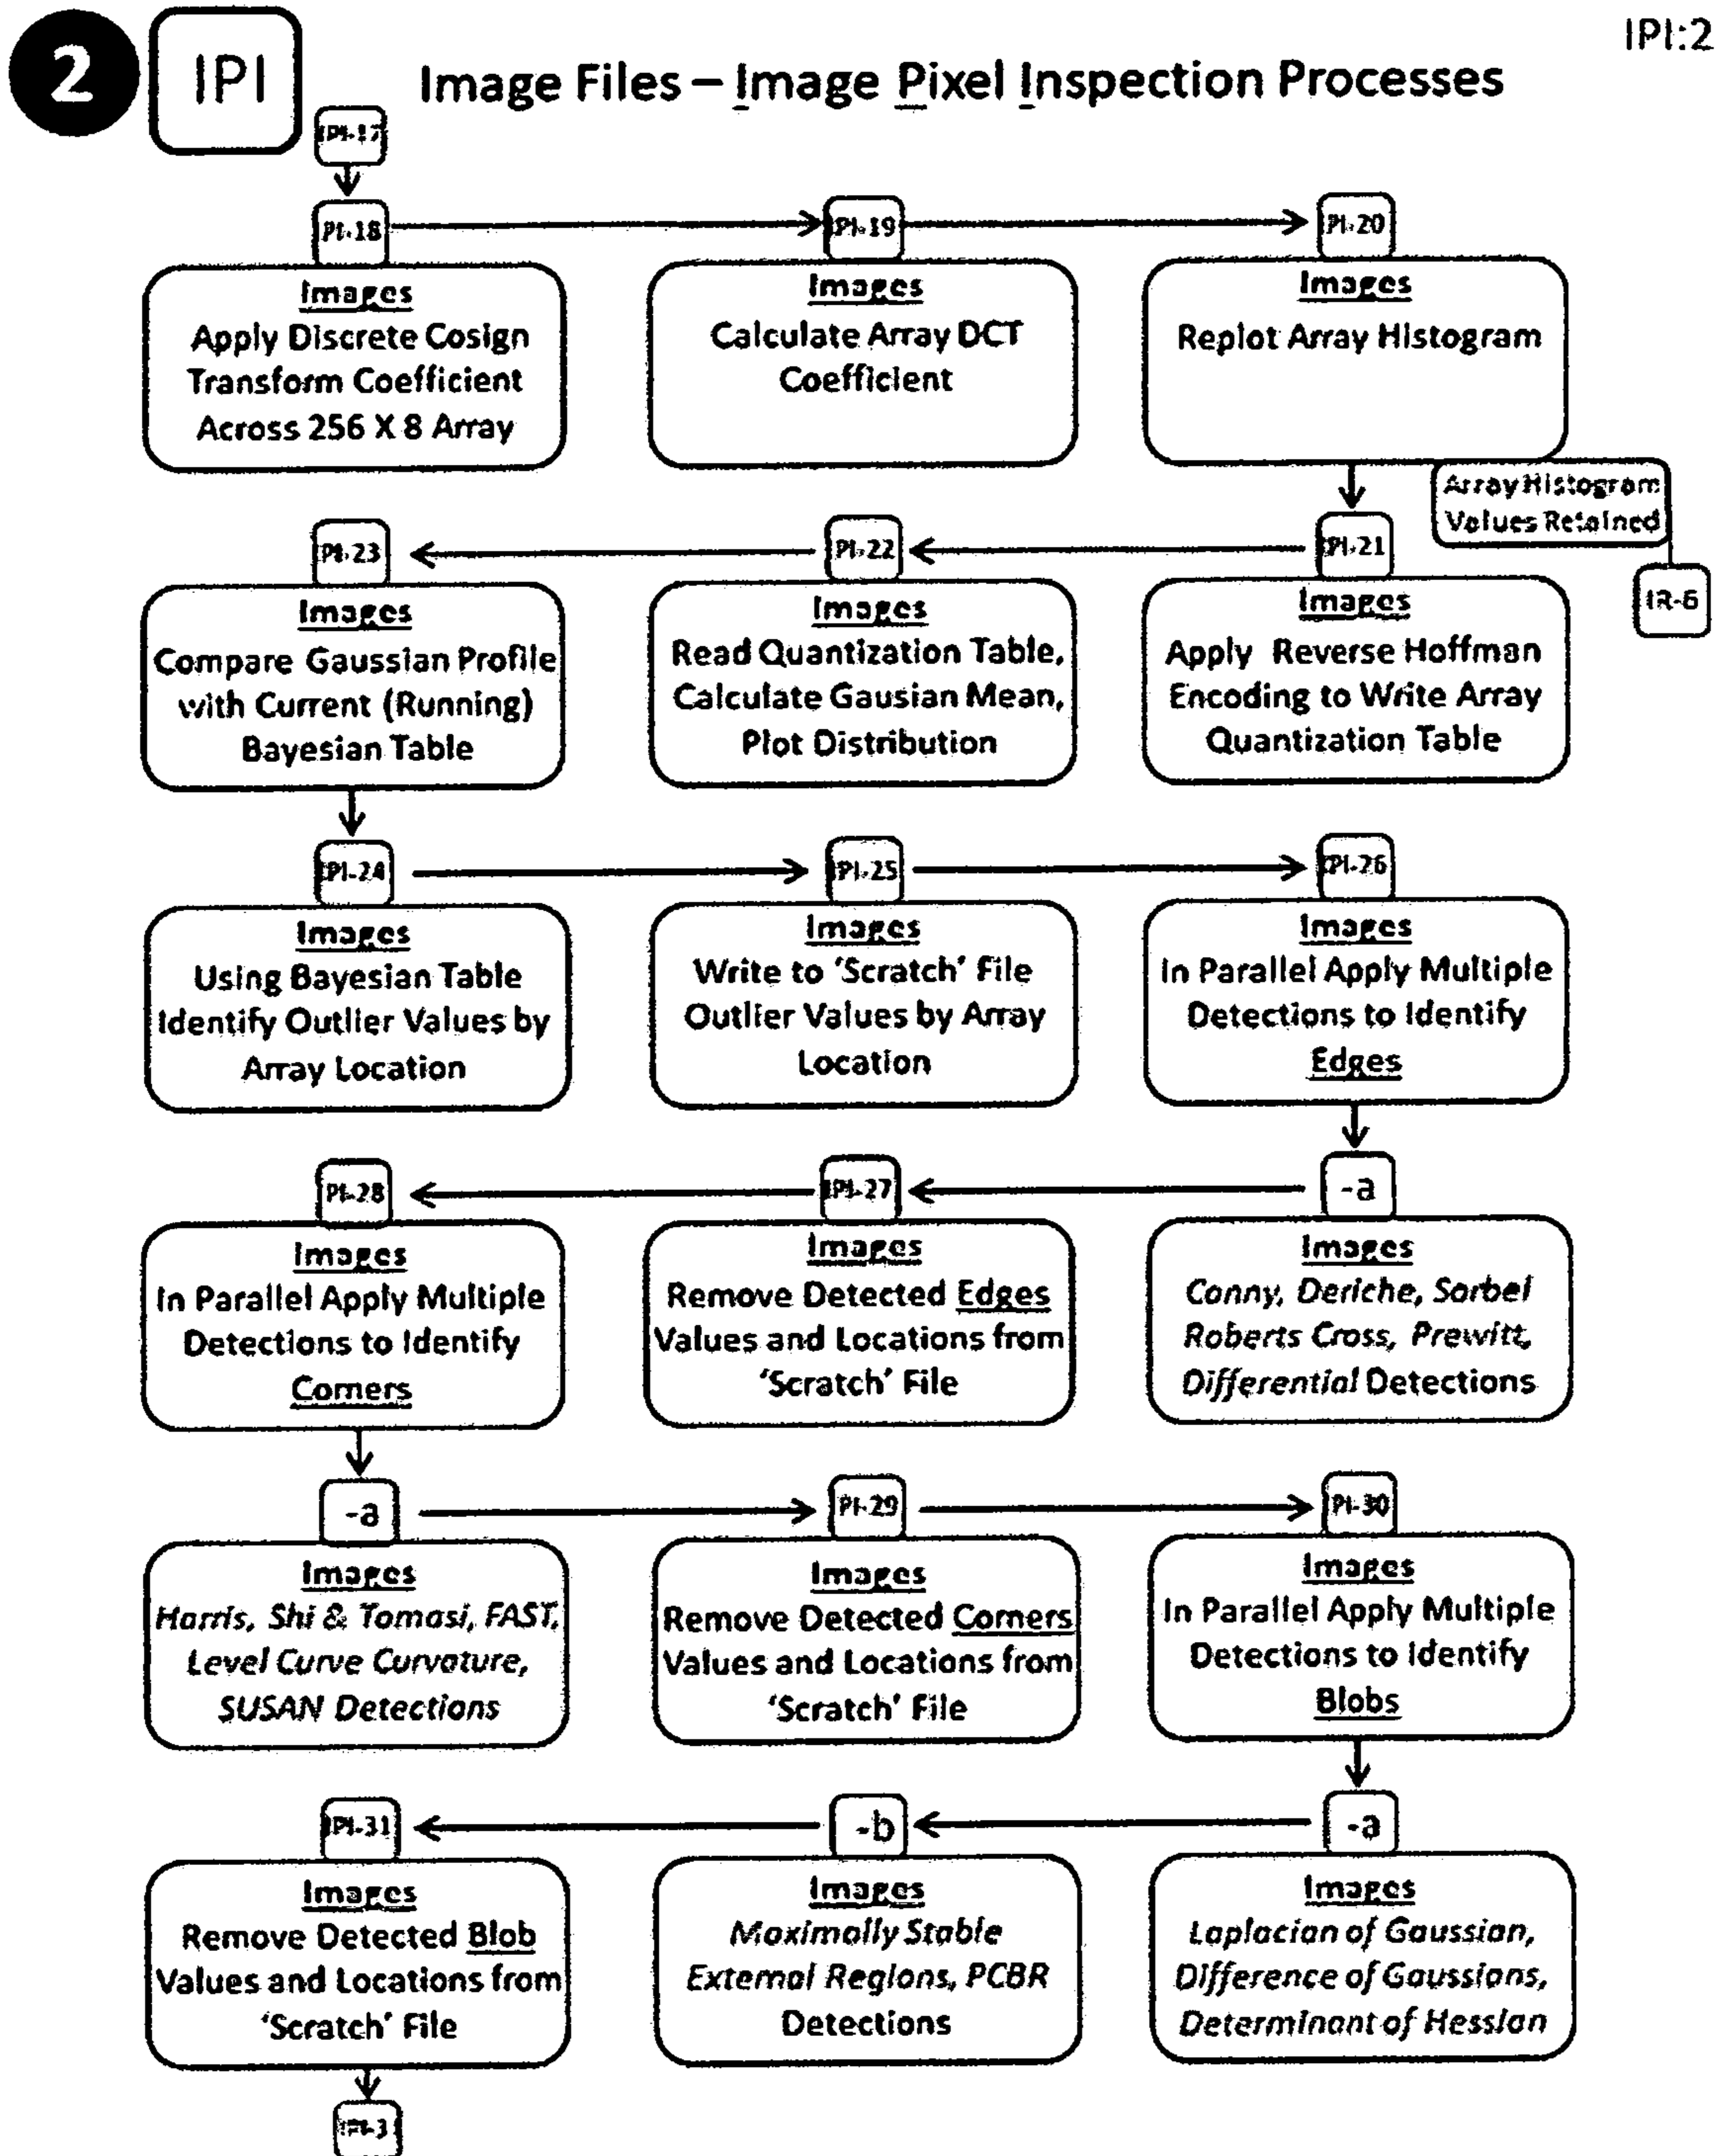 2
IPI
Image Files – Image Pixel Inspection Processes
IPI:2
IPI-17
PI-18
Images
Apply Discrete Cosign
Transform Coefficient
Across 256 X 8 Array
IPI-19
Images
Calculate Array DCT
Coefficient
PI-20
Images
Replot Array Histogram
Array Histogram
Values Retained
IR-6
IPI-21
Images
Apply Reverse Hoffman
Encoding to Write Array
Quantization Table
PI-22
Images
Read Quantization Table,
Calculate Gausian Mean,
Plot Distribution
PI-23
Images
Compare Gaussian Profile
with Current (Running)
Bayesian Table
IPI-24
Images
Using Bayesian Table
Identify Outlier Values by
Array Location
IPI-25
Images
Write to ‘Scratch’ File
Outlier Values by Array
Location
IPI-26
Images
In Parallel Apply Multiple
Detections to Identify
Edges
-a
Images
Canny, Deriche, Sorbel
Roberts Cross, Prewitt,
Differential Detections
IPI-27
Images
Remove Detected Edges
Values and Locations from
‘Scratch’ File
PI-28
Images
In Parallel Apply Multiple
Detections to Identify
Corners
-a
Images
Harris, Shi & Tomasi, FAST,
Level Curve Curvature,
SUSAN Detections
PI-29
Images
Remove Detected Corners
Values and Locations from
‘Scratch’ File
PI-30
Images
In Parallel Apply Multiple
Detections to Identify
Blobs
-a
Images
Laplacian of Gaussian,
Difference of Gaussians,
Determinant of Hessian
-b
Images
Maximally Stable
External Regions, PCBR
Detections
IPI-31
Images
Remove Detected Blob
Values and Locations from
‘Scratch’ File